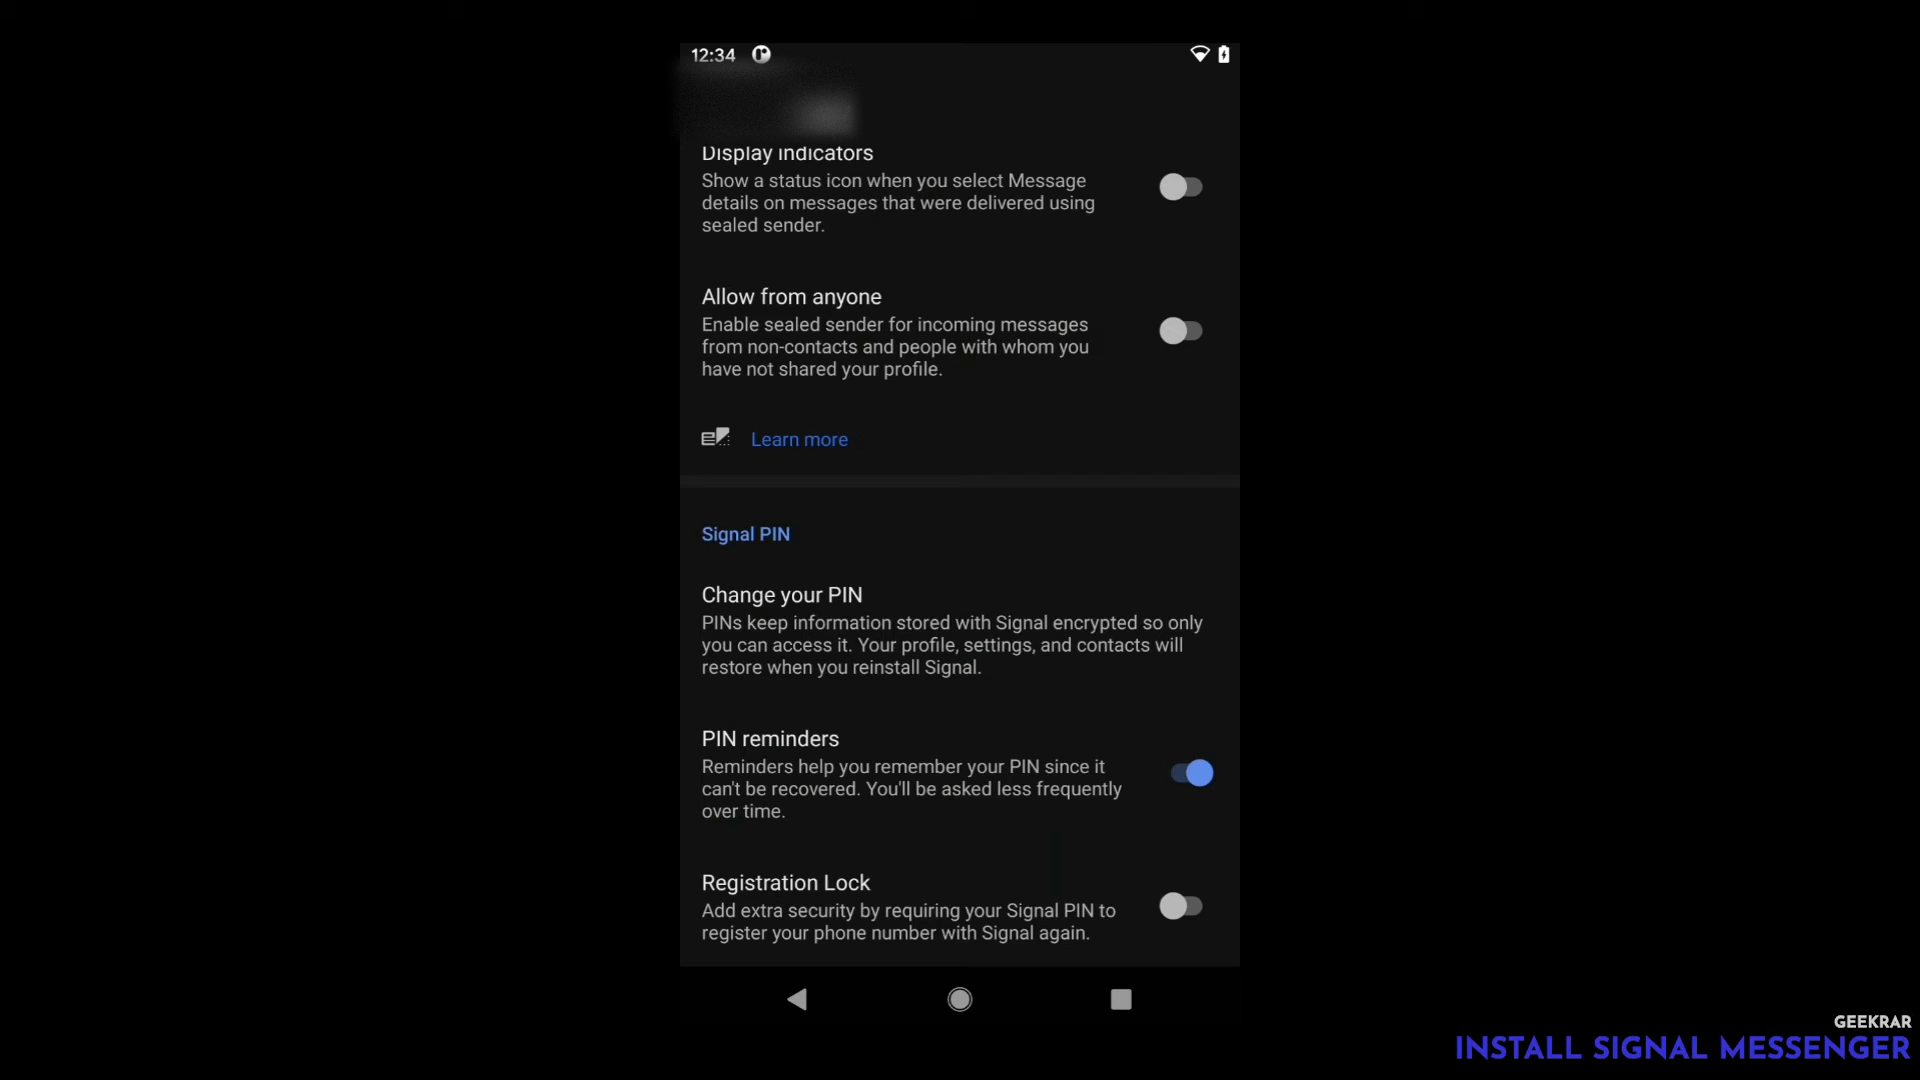 12:34
Display indicators
Show a status icon when you select Message
details on messages that were delivered using
sealed sender.
Allow from anyone
Enable sealed sender for incoming messages
from non-contacts and people with whom you
have not shared your profile.
Learn more
Signal PIN
Change your PIN
PINs keep information stored with Signal encrypted so only
you can access it. Your profile, settings, and contacts will
restore when you reinstall Signal.
PIN reminders
Reminders help you remember your PIN since it
can't be recovered. You'll be asked less frequently
over time.
Registration Lock
Add extra security by requiring your Signal PIN to
register your phone number with Signal again.
GEEKRAR
INSTALL SIGNAL MESSENGER